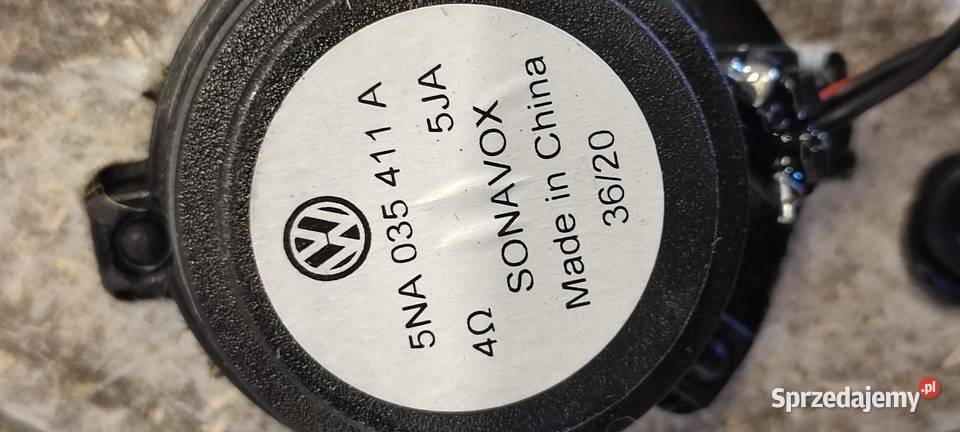 5NA 035 411 A
4Ω 5JA
SONAVOX
Made in China
36/20
Sprzedajemy.pl